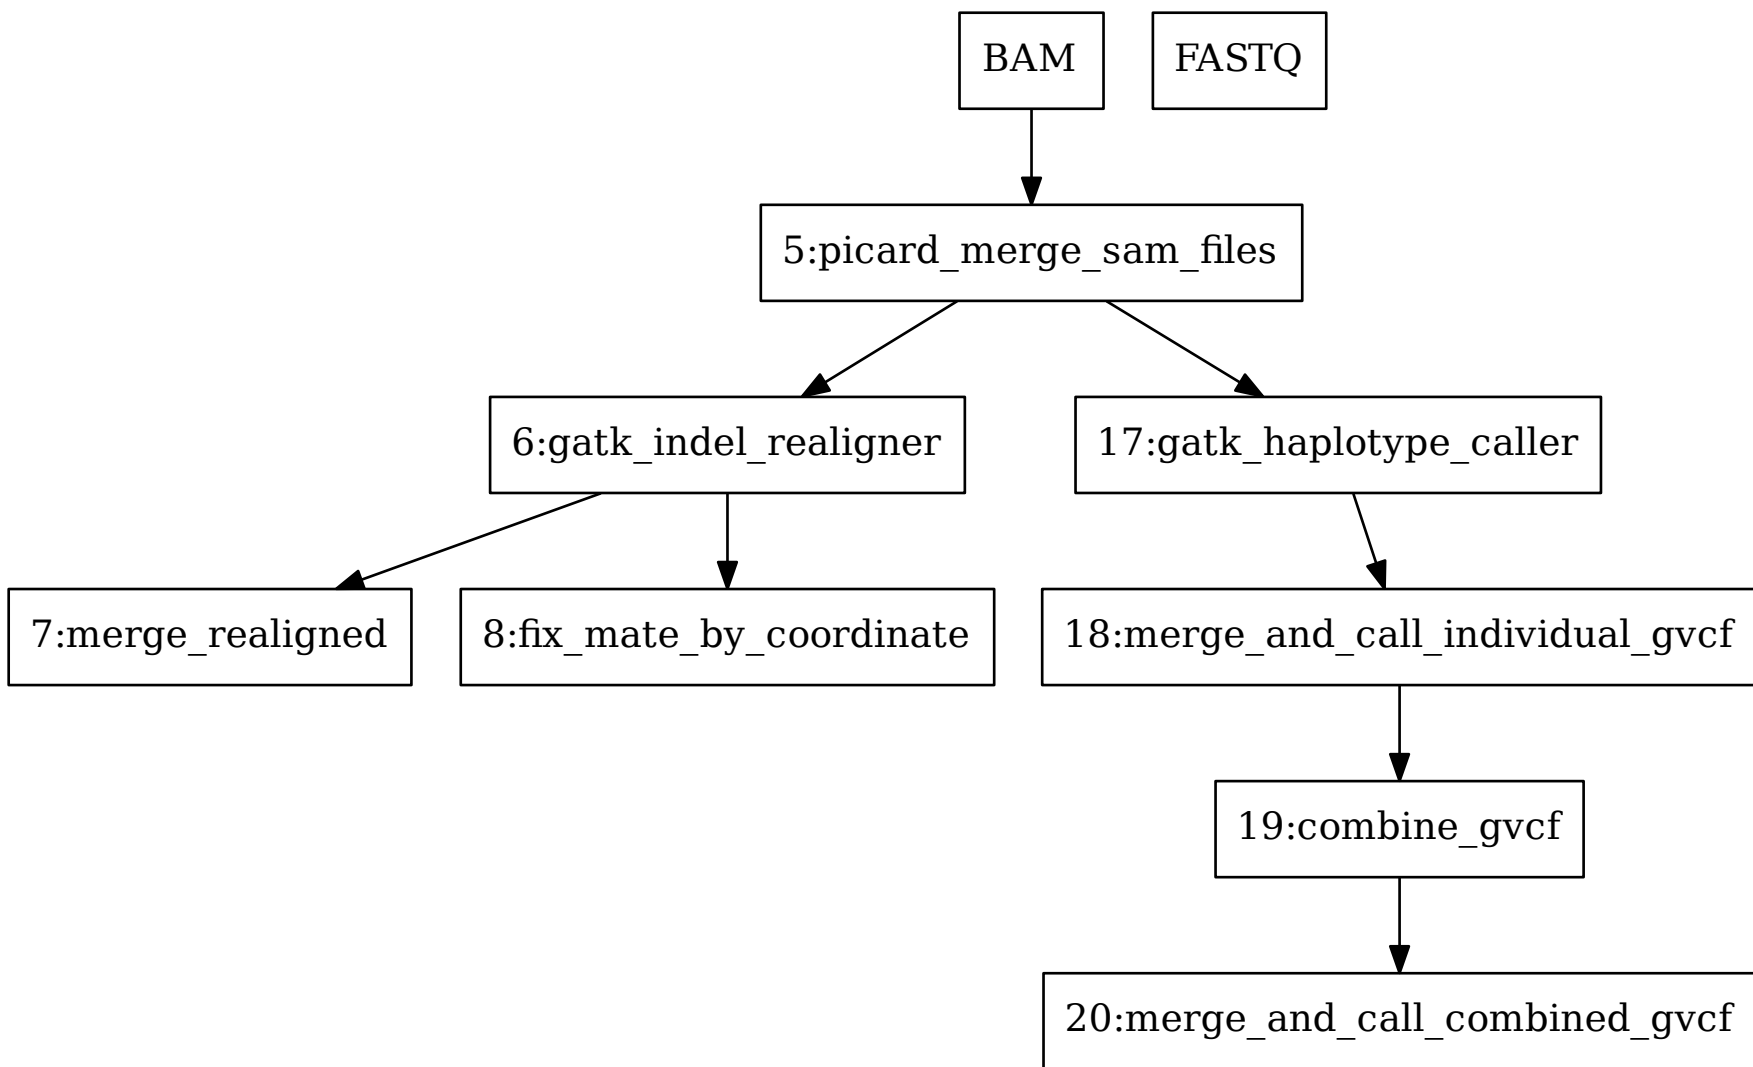 BAM
FASTQ
5:picard_merge_sam_files
6:gatk_indel_realigner
17:gatk_haplotype_caller
7:merge_realigned
8:fix_mate_by_coordinate
18:merge_and_call_individual_gvcf
19:combine_gvcf
20:merge_and_call_combined_gvcf